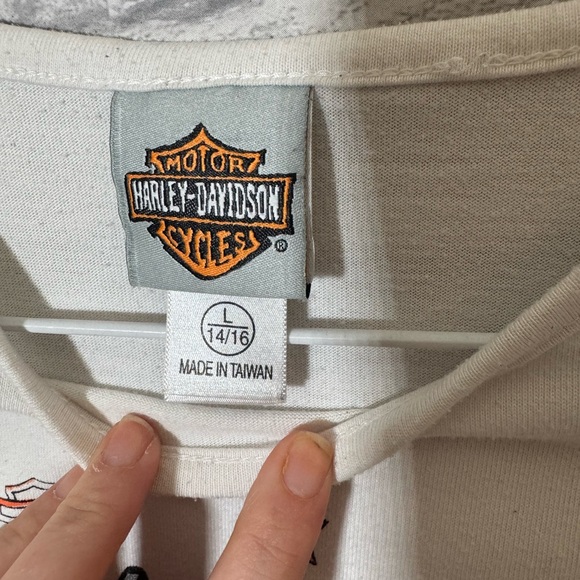 MOTOR
HARLEY-DAVIDSON
CYCLES
®
L
14/16
MADE IN TAIWAN